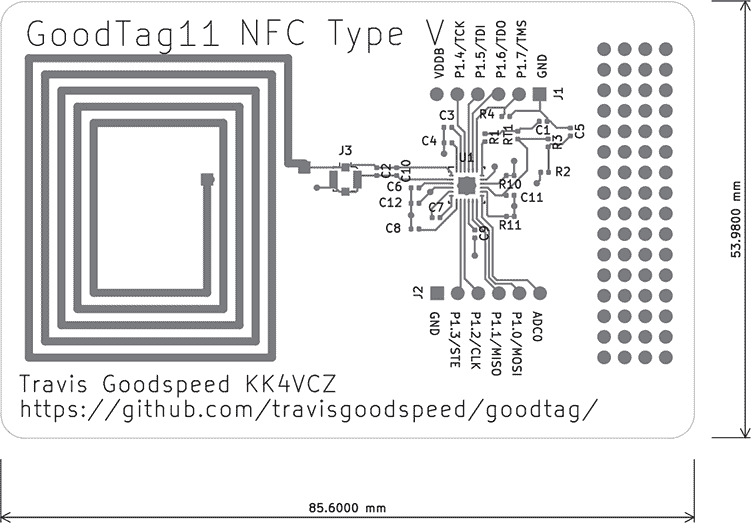 GoodTag11 NFC Type V
VDDB
P1.4/TCK
P1.5/TDI
P1.6/TDO
P1.7/TMS
GND
J1
R4
C3
C4
R1
RT1
C1
R3
C5
J3
U1
C2
C10
R2
C6
R10
C12
C11
C7
C8
R11
C9
J2
GND
P1.3/STE
P1.2/CLK
P1.1/MISO
P1.0/MOSI
ADC0
Travis Goodspeed KK4VCZ
https://github.com/travisgoodspeed/goodtag/
53.9800 mm
85.6000 mm